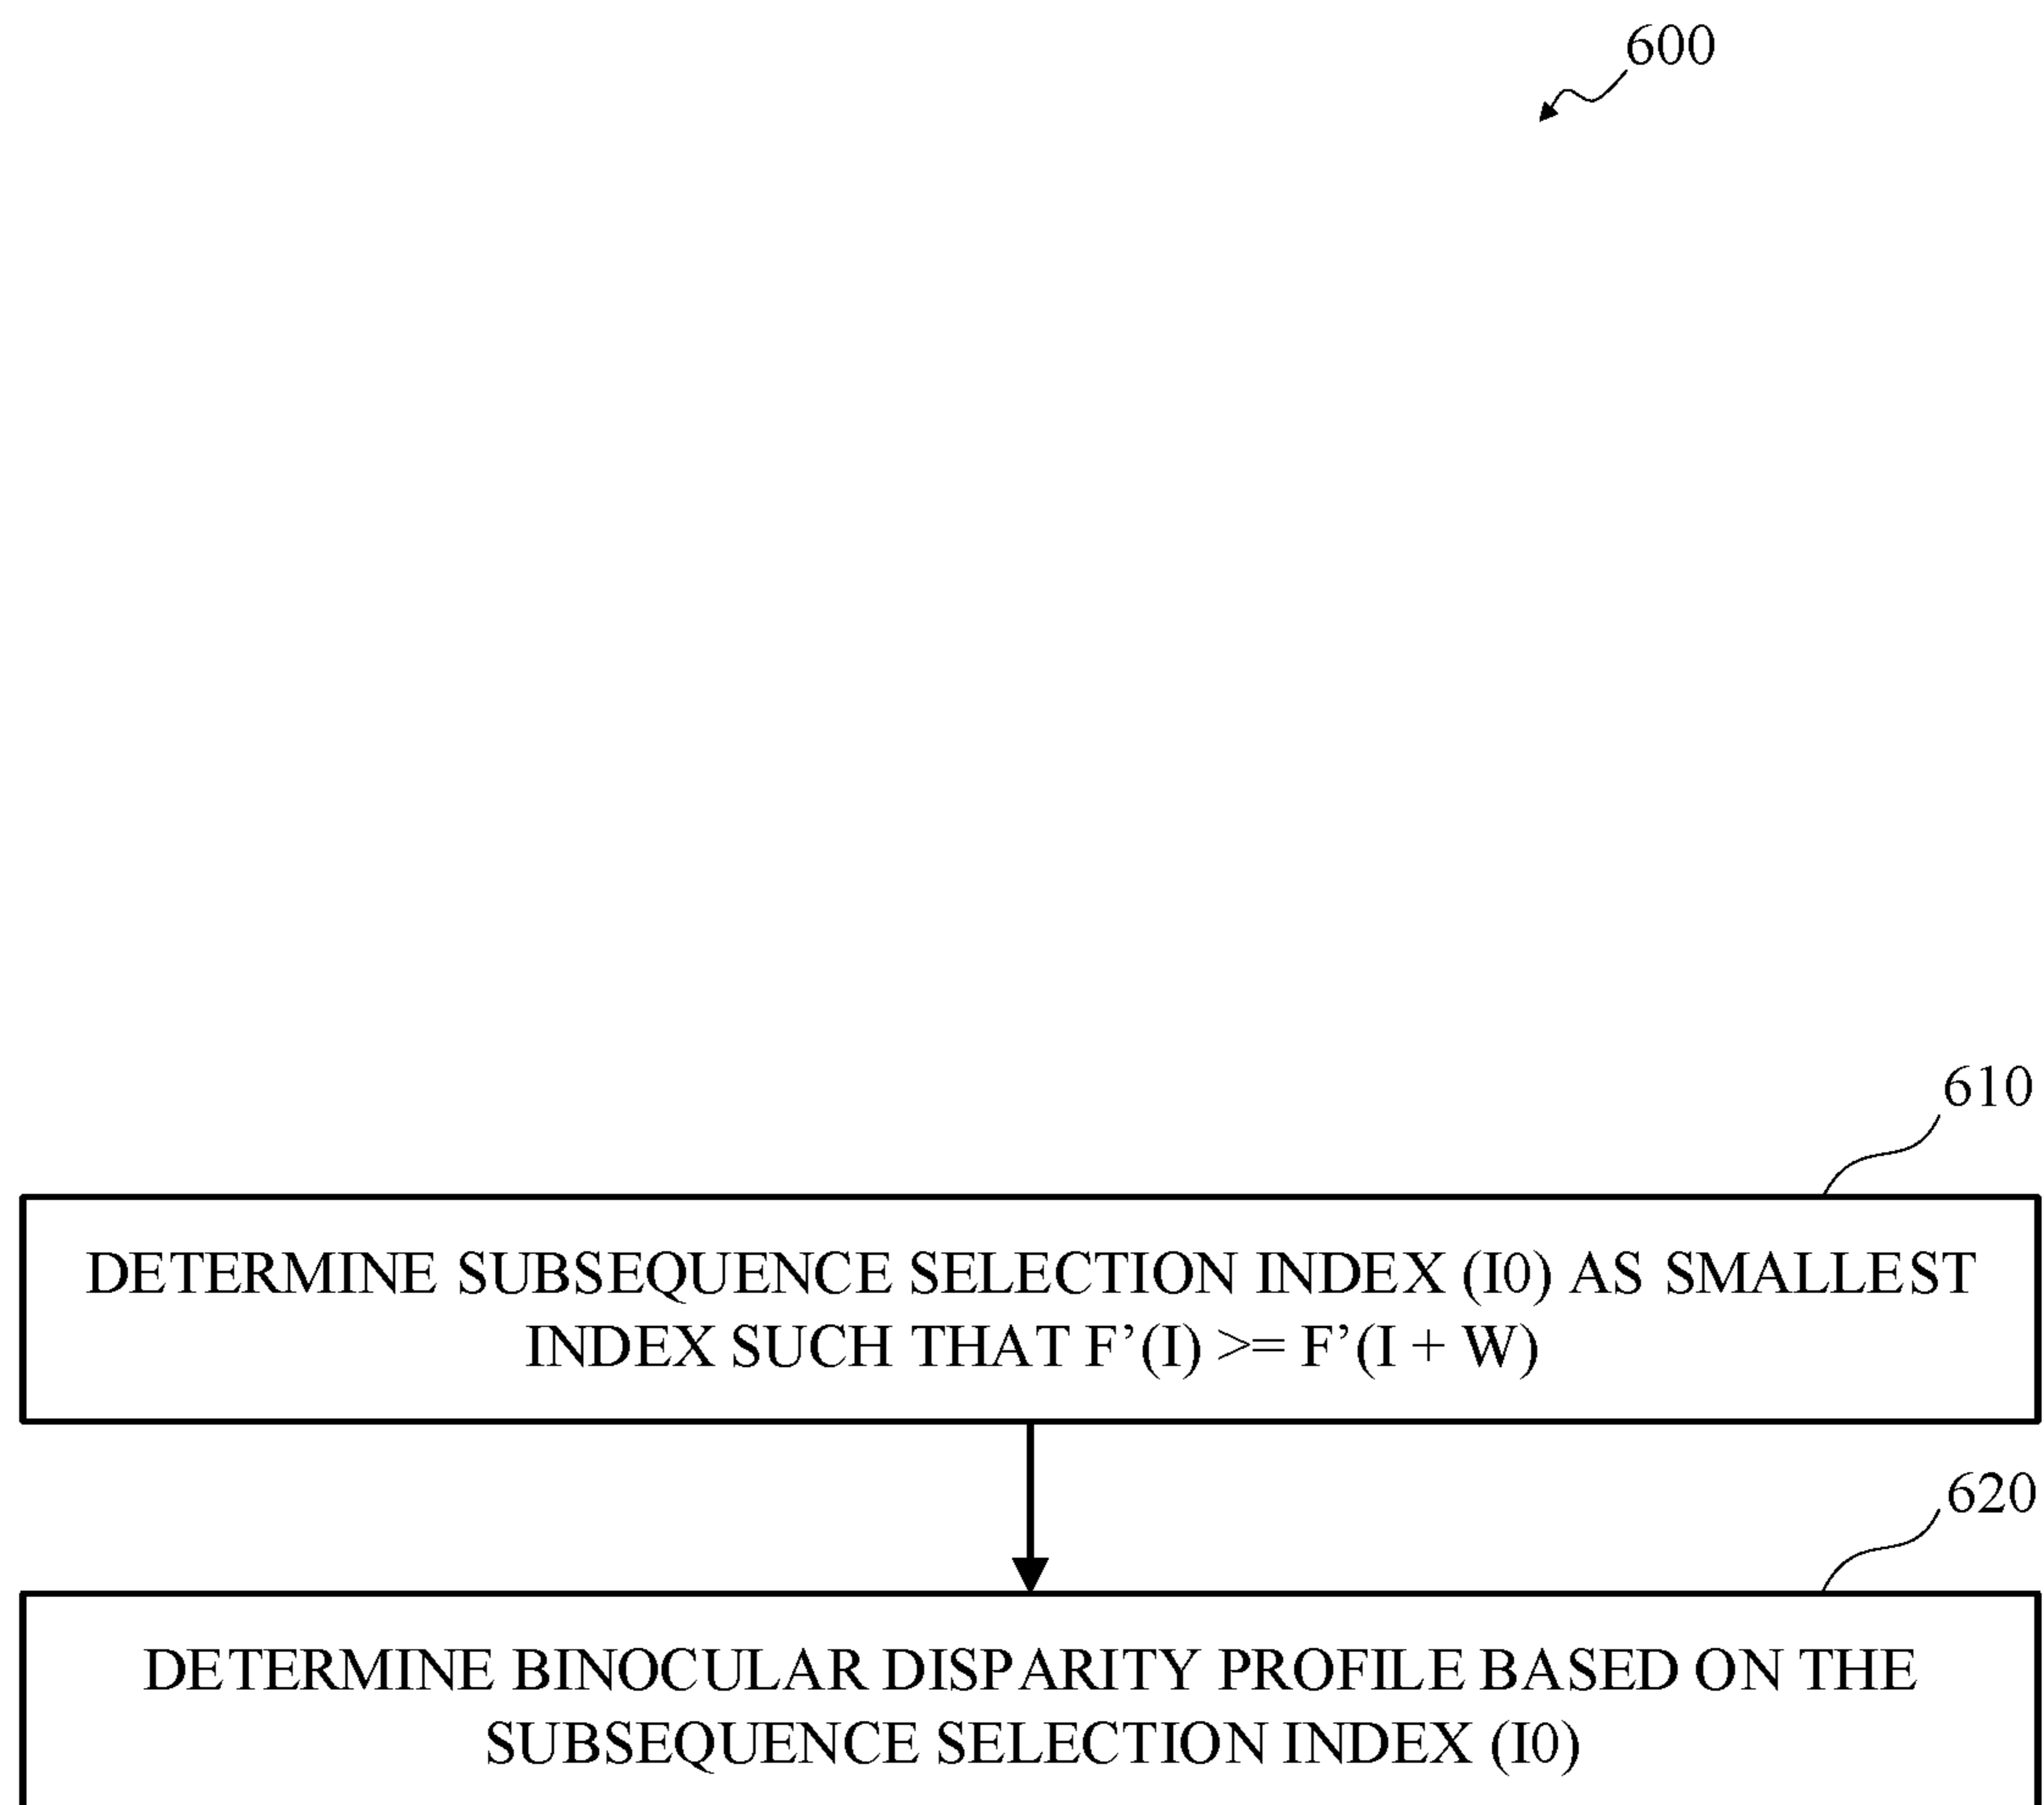 600
610
DETERMINE SUBSEQUENCE SELECTION INDEX (I0) AS SMALLEST
INDEX SUCH THAT F’(I) >= F’(I + W)
620
DETERMINE BINOCULAR DISPARITY PROFILE BASED ON THE
SUBSEQUENCE SELECTION INDEX (I0)